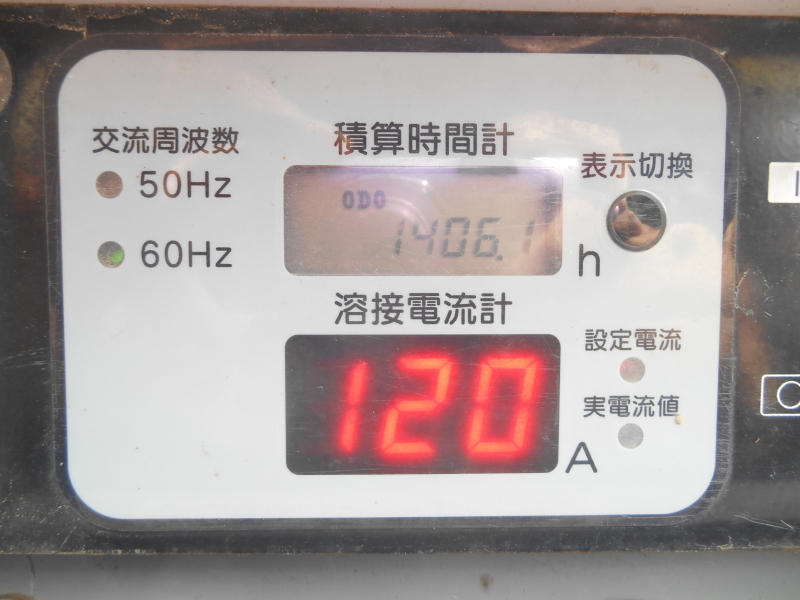 交流周波数
50Hz
60Hz
積算時間計
ODO
1406.1
h
表示切換
溶接電流計
120
A
設定電流
実電流値